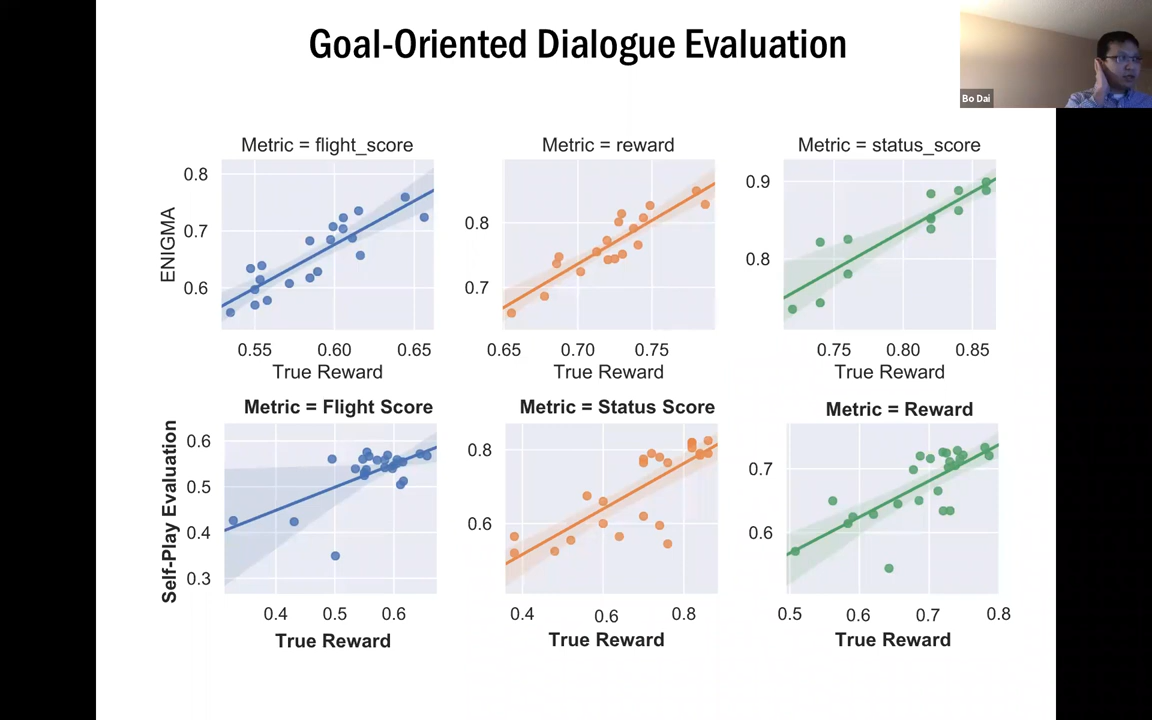 Goal-Oriented Dialogue Evaluation
Bo Dai
Metric = flight_score
Metric = reward
Metric = status_score
ENIGMA
0.8
0.7
0.6
0.8
0.7
0.9
0.8
0.55 0.60 0.65
0.65 0.70 0.75
0.75 0.80 0.85
True Reward
True Reward
True Reward
Metric = Flight Score
Metric = Status Score
Metric = Reward
Self-Play Evaluation
0.6
0.5
0.4
0.3
0.8
0.6
0.7
0.6
0.4 0.5 0.6
0.4 0.6 0.8
0.5 0.6 0.7 0.8
True Reward
True Reward
True Reward